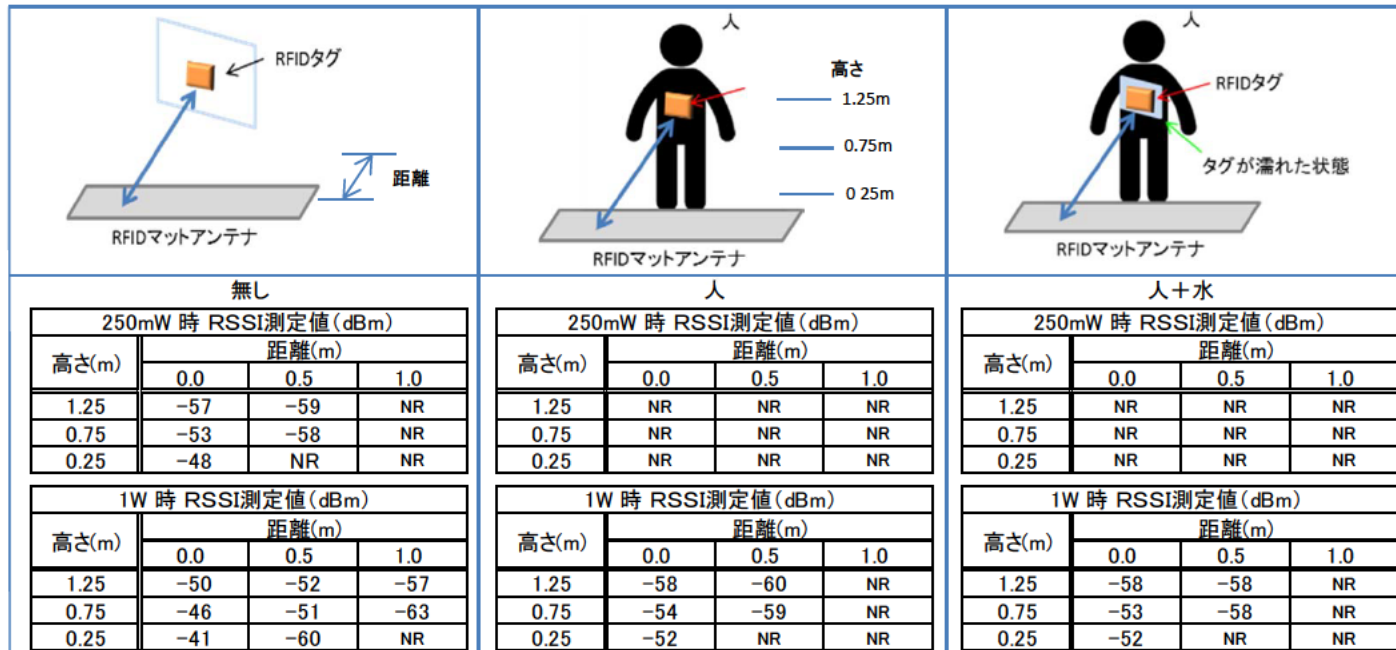 RFIDタグ
距離
RFIDマットアンテナ
人
高さ
1.25m
0.75m
0 25m
RFIDマットアンテナ
人
RFIDタグ
タグが濡れた状態
RFIDマットアンテナ
無し
250mW 時 RSSI測定値(dBm)
高さ(m) 距離(m)
0.0 0.5 1.0
1.25 -57 -59 NR
0.75 -53 -58 NR
0.25 -48 NR NR
1W 時 RSSI測定値(dBm)
高さ(m) 距離(m)
0.0 0.5 1.0
1.25 -50 -52 -57
0.75 -46 -51 -63
0.25 -41 -60 NR
人
250mW 時 RSSI測定値(dBm)
高さ(m) 距離(m)
0.0 0.5 1.0
1.25 NR NR NR
0.75 NR NR NR
0.25 NR NR NR
1W 時 RSSI測定値(dBm)
高さ(m) 距離(m)
0.0 0.5 1.0
1.25 -58 -60 NR
0.75 -54 -59 NR
0.25 -52 NR NR
人+水
250mW 時 RSSI測定値(dBm)
高さ(m) 距離(m)
0.0 0.5 1.0
1.25 NR NR NR
0.75 NR NR NR
0.25 NR NR NR
1W 時 RSSI測定値(dBm)
高さ(m) 距離(m)
0.0 0.5 1.0
1.25 -58 -58 NR
0.75 -53 -58 NR
0.25 -52 NR NR